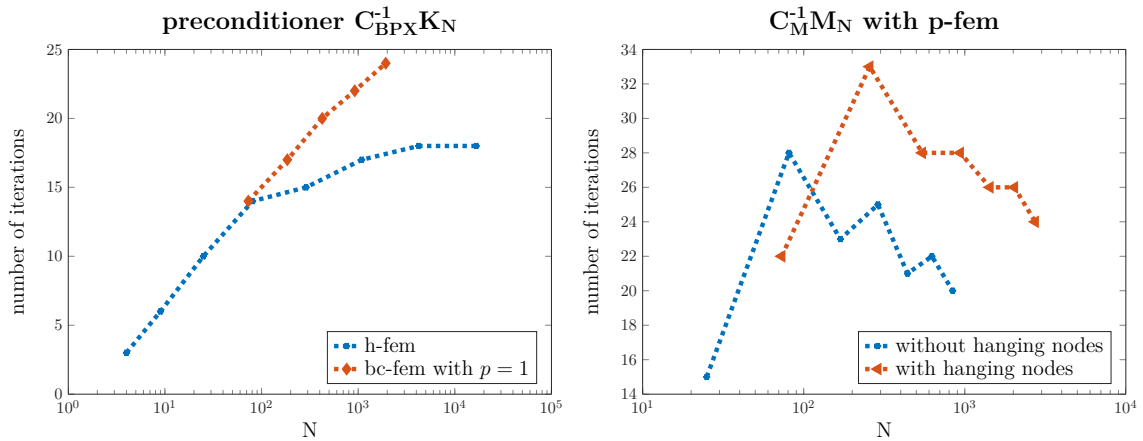 preconditioner C_BPX^-1 K_N
number of iterations
25
20
15
10
5
0
10^0
10^1
10^2
10^3
10^4
10^5
N
h-fem
bc-fem with p = 1
C_M^-1 M_N with p-fem
number of iterations
34
32
30
28
26
24
22
20
18
16
14
10^1
10^2
10^3
10^4
N
without hanging nodes
with hanging nodes